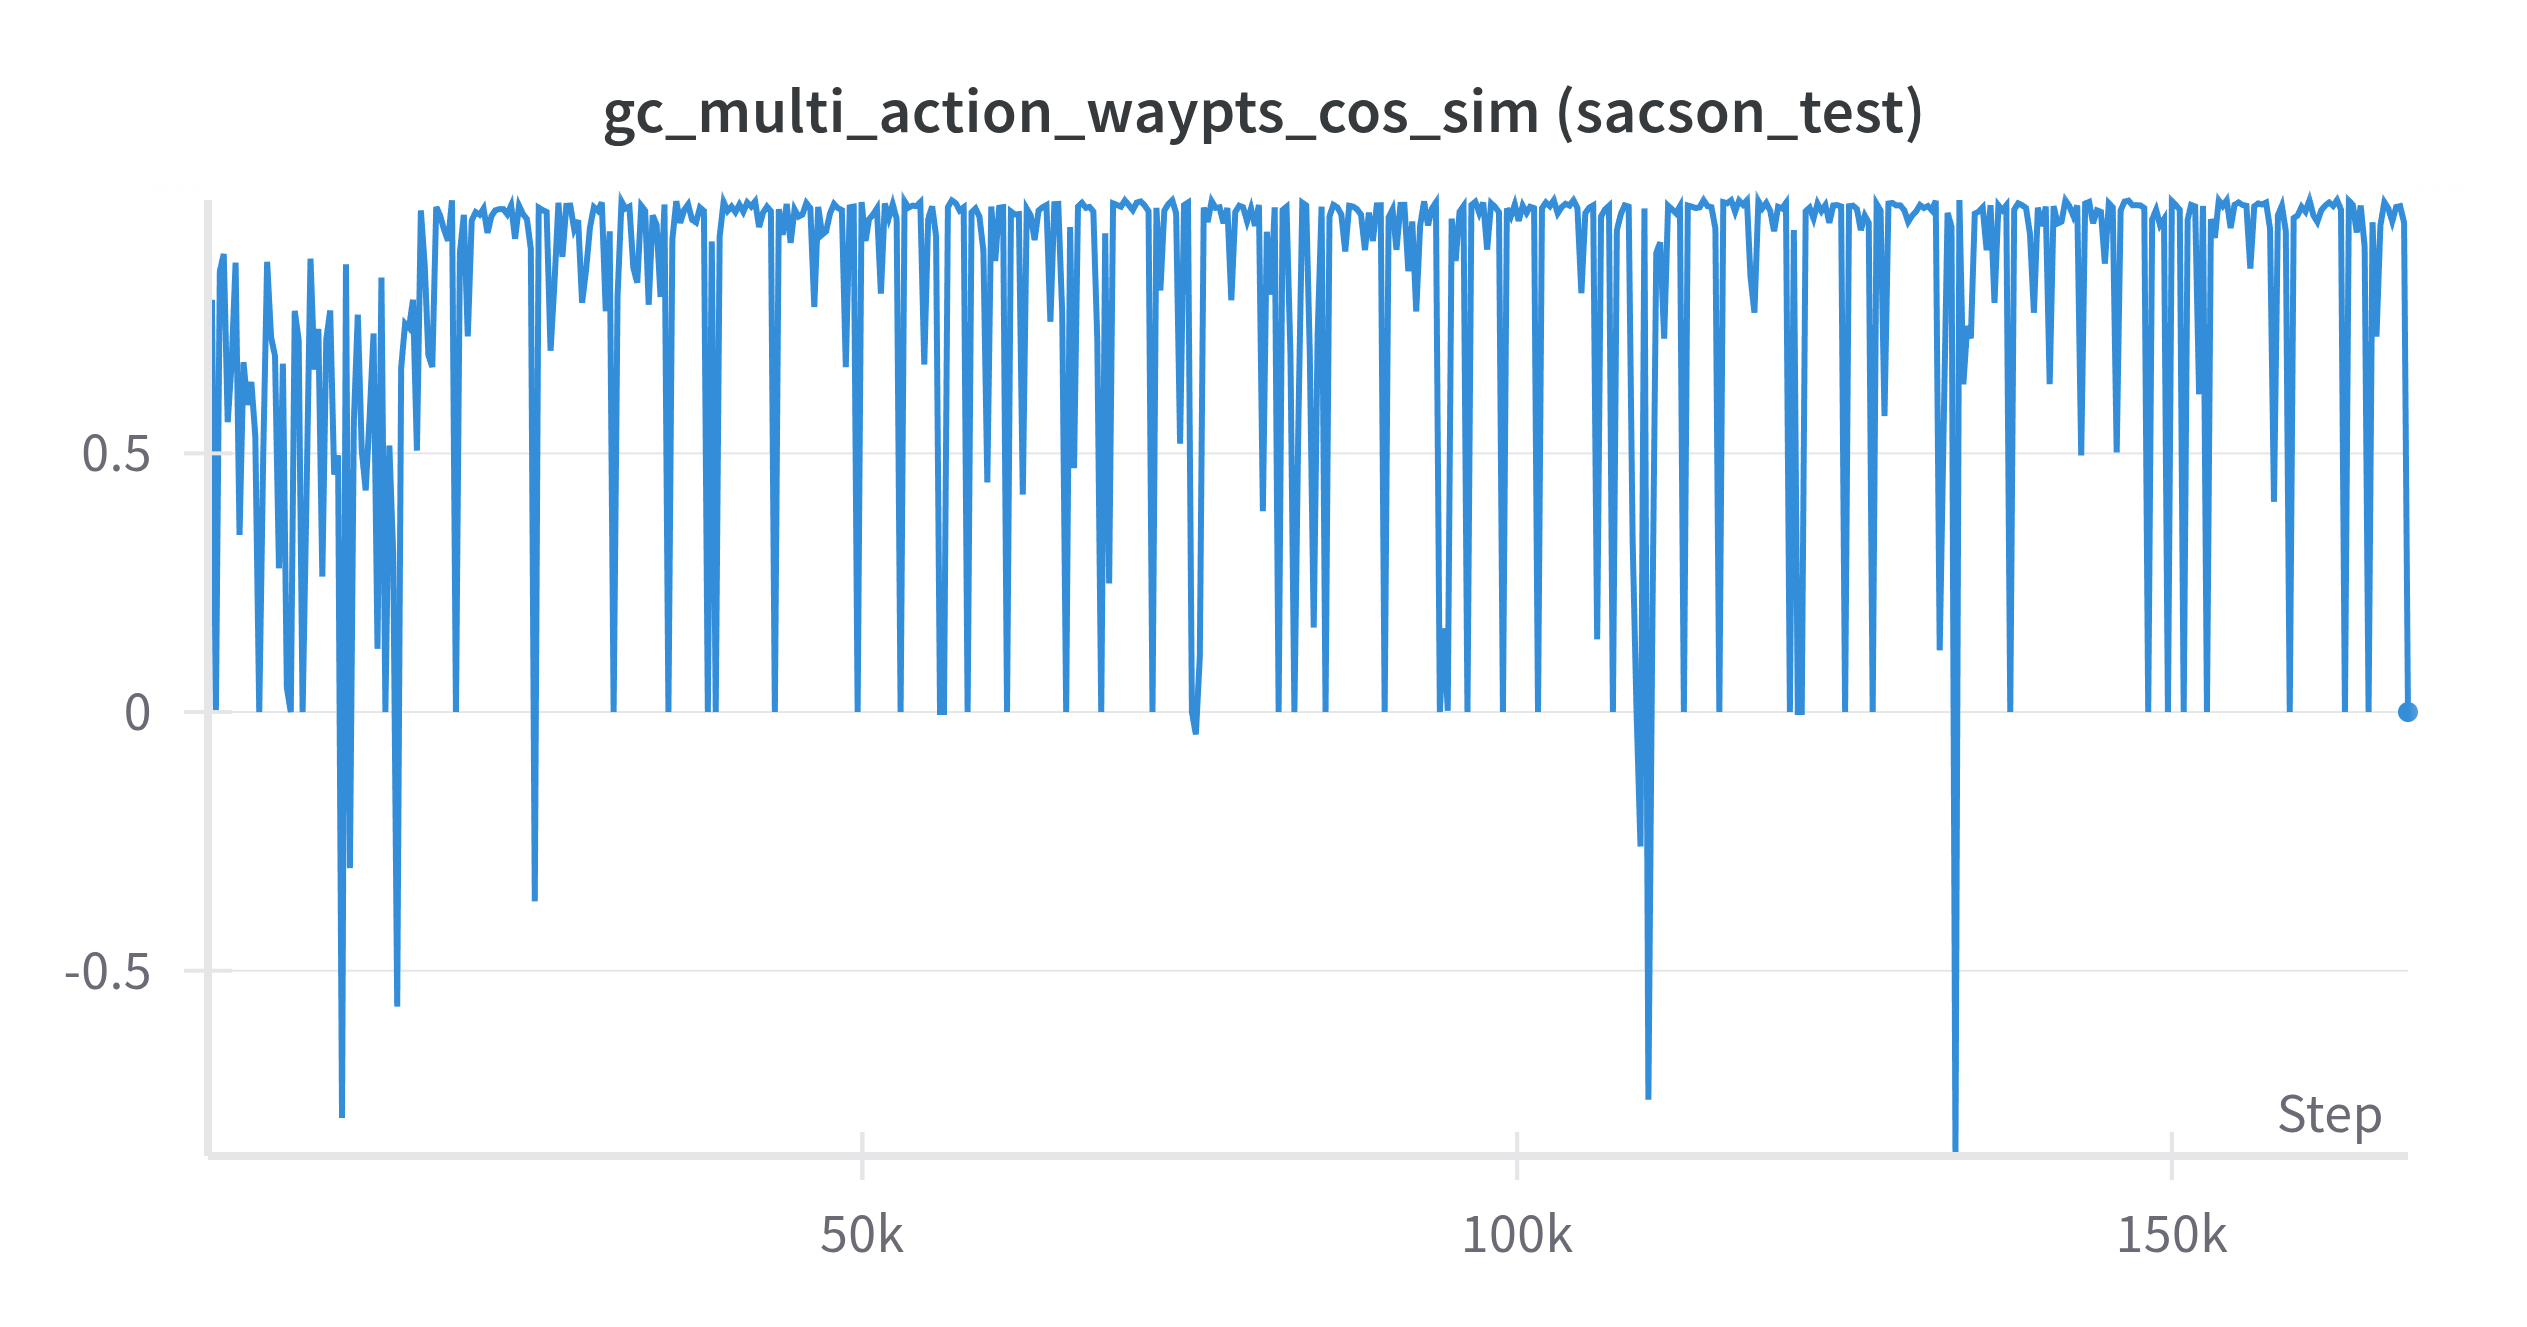 gc_multi_action_waypts_cos_sim (sacson_test)
0.5
0
-0.5
Step
50k
100k
150k